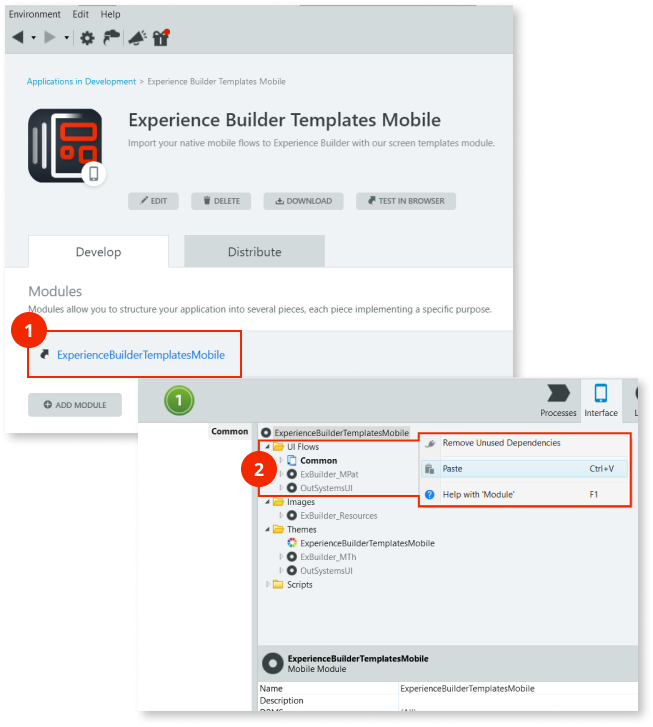 Environment Edit Help
Applications in Development > Experience Builder Templates Mobile
Experience Builder Templates Mobile
Import your native mobile flows to Experience Builder with our screen templates module.
EDIT
DELETE
DOWNLOAD
TEST IN BROWSER
Develop
Distribute
Modules
Modules allow you to structure your application into several pieces, each piece implementing a specific purpose.
1
ExperienceBuilderTemplatesMobile
ADD MODULE
1
Processes
Interface
Common
ExperienceBuilderTemplatesMobile
UI Flows
2
Common
ExBuilder_MPat
OutSystemsUI
Images
ExBuilder_Resources
Themes
ExperienceBuilderTemplatesMobile
ExBuilder_MTh
OutSystemsUI
Scripts
Remove Unused Dependencies
Paste Ctrl+V
Help with 'Module' F1
ExperienceBuilderTemplatesMobile
Mobile Module
Name ExperienceBuilderTemplatesMobile
Description